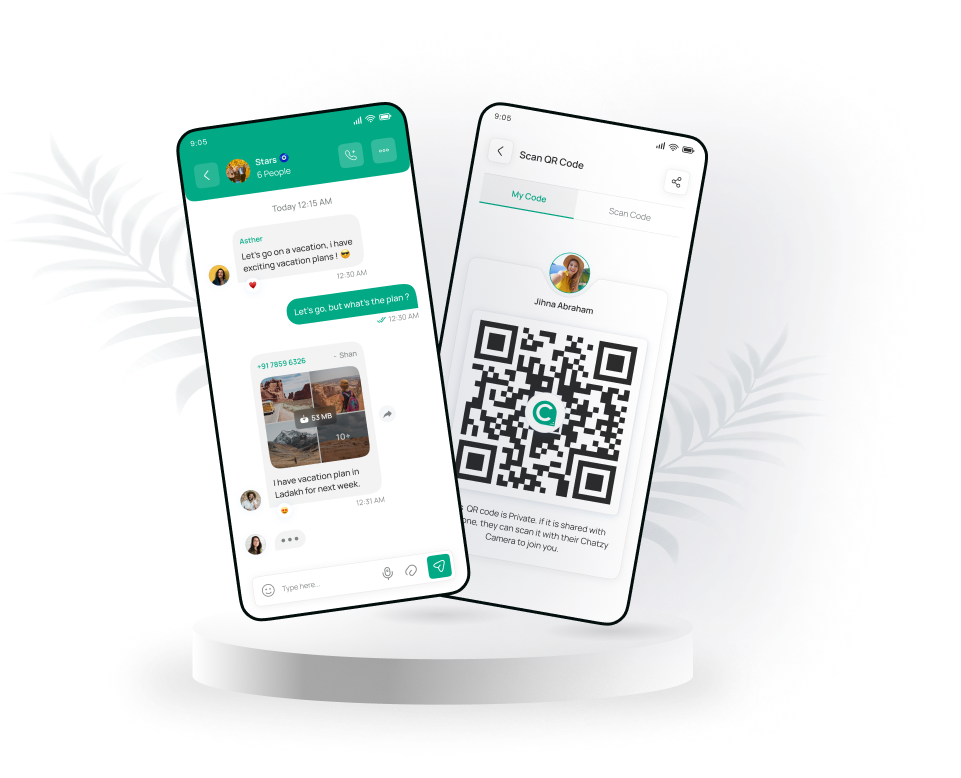 9:05
Stars
6 People
Today 12:15 AM
Asther
Let's go on a vacation, i have
exciting vacation plans !
12:30 AM
Let's go, but what's the plan ?
12:30 AM
+91 7859 6326
- Shan
53 MB
10+
I have vacation plan in
Ladakh for next week.
12:31 AM
Type here...
9:05
Scan QR Code
My Code
Scan Code
Jihna Abraham
QR code is Private. if it is shared with
one, they can scan it with their Chatzy
Camera to join you.